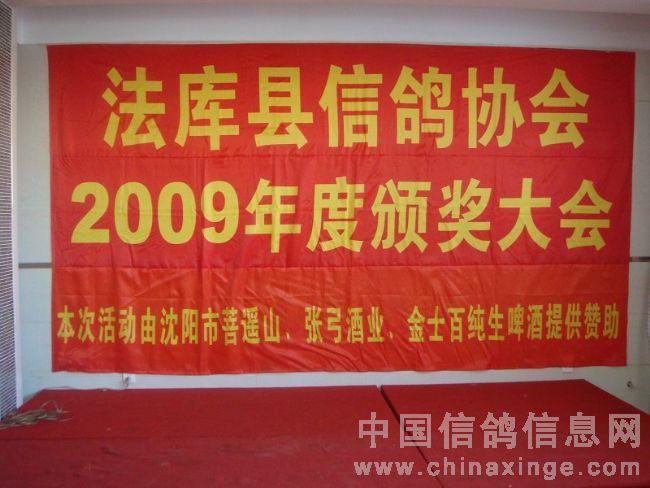 法库县信鸽协会
2009年度颁奖大会
本次活动由沈阳市菩遥山、张弓酒业、金士百纯生啤酒提供赞助
中国信鸽信息网
www.chinaxinge.com